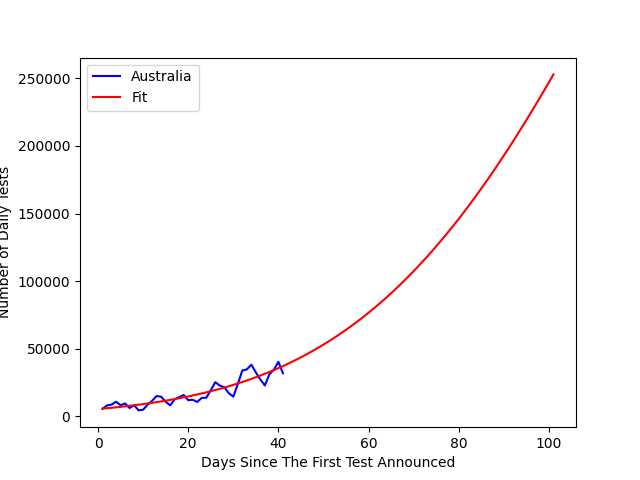 Australia
Fit
250000
200000
150000
100000
50000
0
Number of Daily Tests
0 20 40 60 80 100
Days Since The First Test Announced